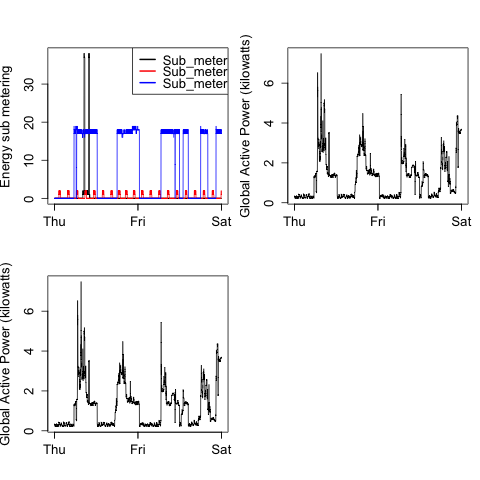 Energy sub metering
30
20
10
0
Sub_meter
Sub_meter
Sub_meter
Thu
Fri
Sat
Global Active Power (kilowatts)
6
4
2
0
Thu
Fri
Sat
Global Active Power (kilowatts)
6
4
2
0
Thu
Fri
Sat